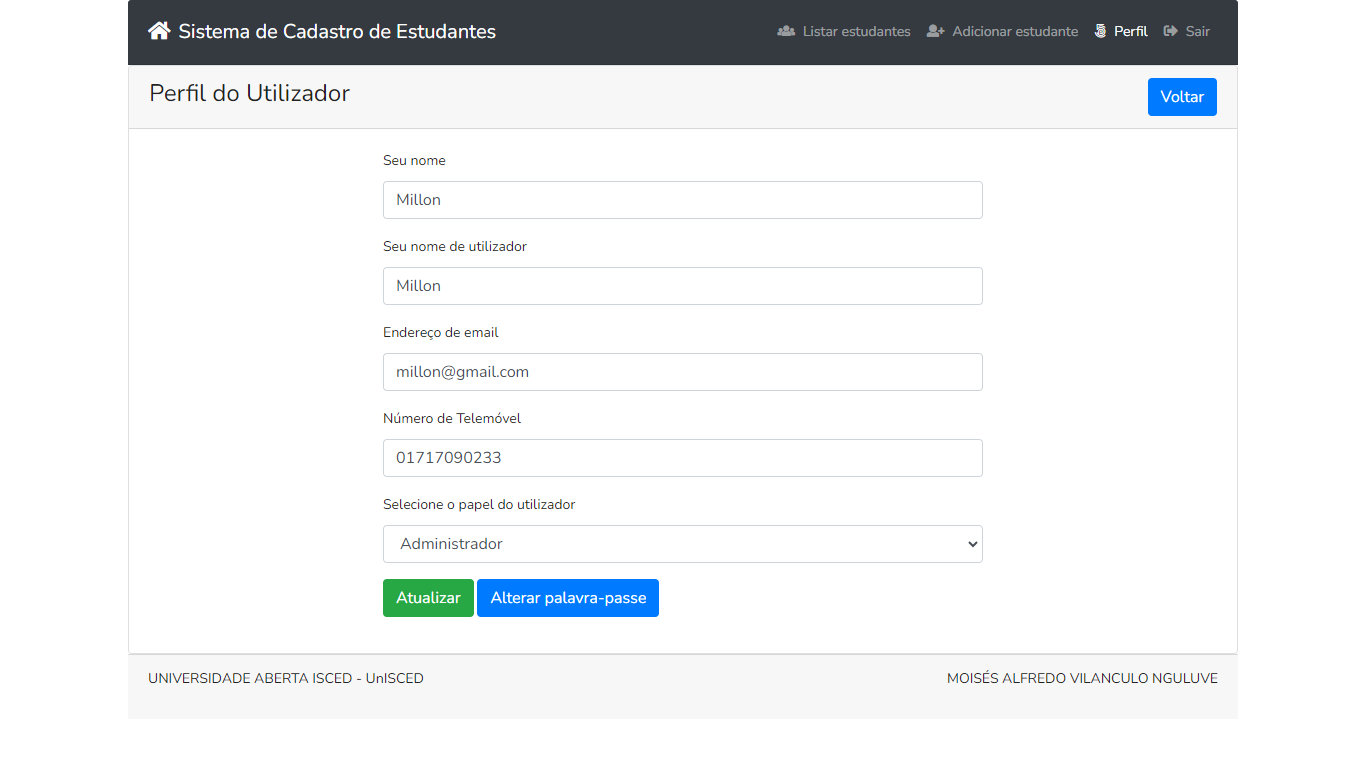 Sistema de Cadastro de Estudantes
Listar estudantes
Adicionar estudante
Perfil
Sair
Perfil do Utilizador
Voltar
Seu nome
Millon
Seu nome de utilizador
Millon
Endereço de email
millon@gmail.com
Número de Telemóvel
01717090233
Selecione o papel do utilizador
Administrador
Atualizar
Alterar palavra-passe
UNIVERSIDADE ABERTA ISCED - UnISCED
MOISÉS ALFREDO VILANCULO NGULUVE